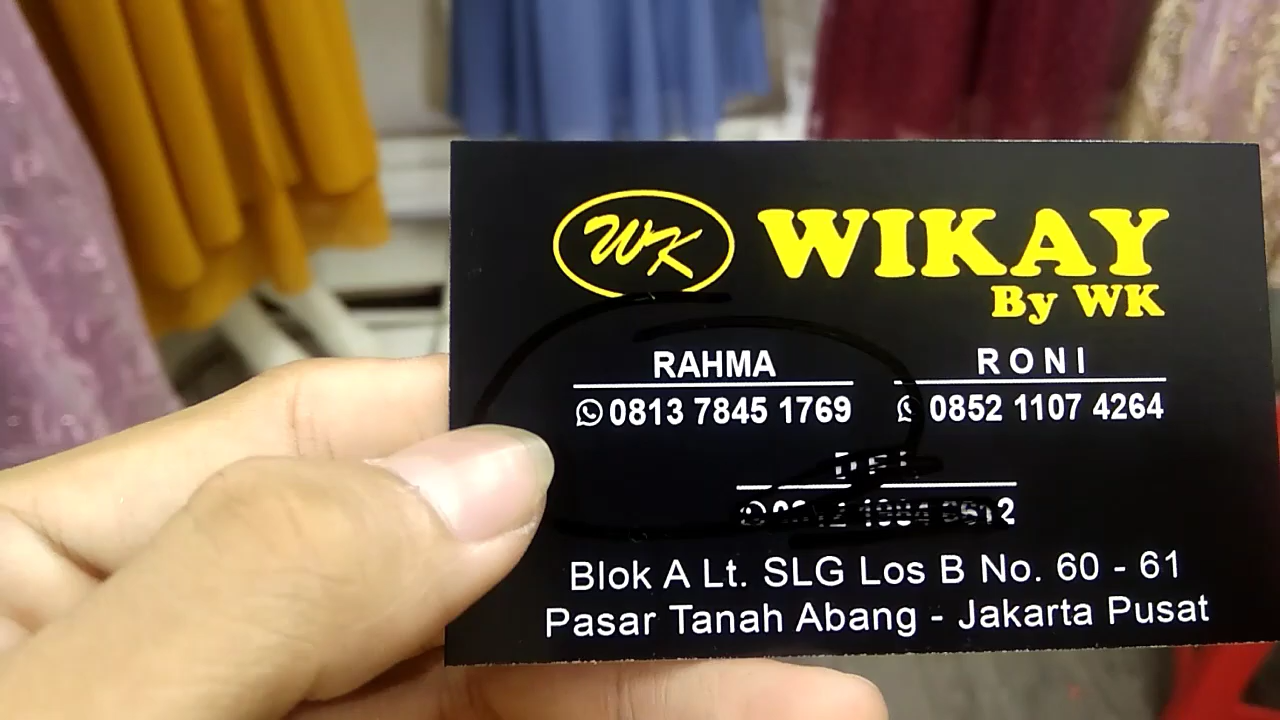 WK WIKAY
By WK
RAHMA RONI
0813 7845 1769 0852 1107 4264
Blok A Lt. SLG Los B No. 60 - 61
Pasar Tanah Abang - Jakarta Pusat